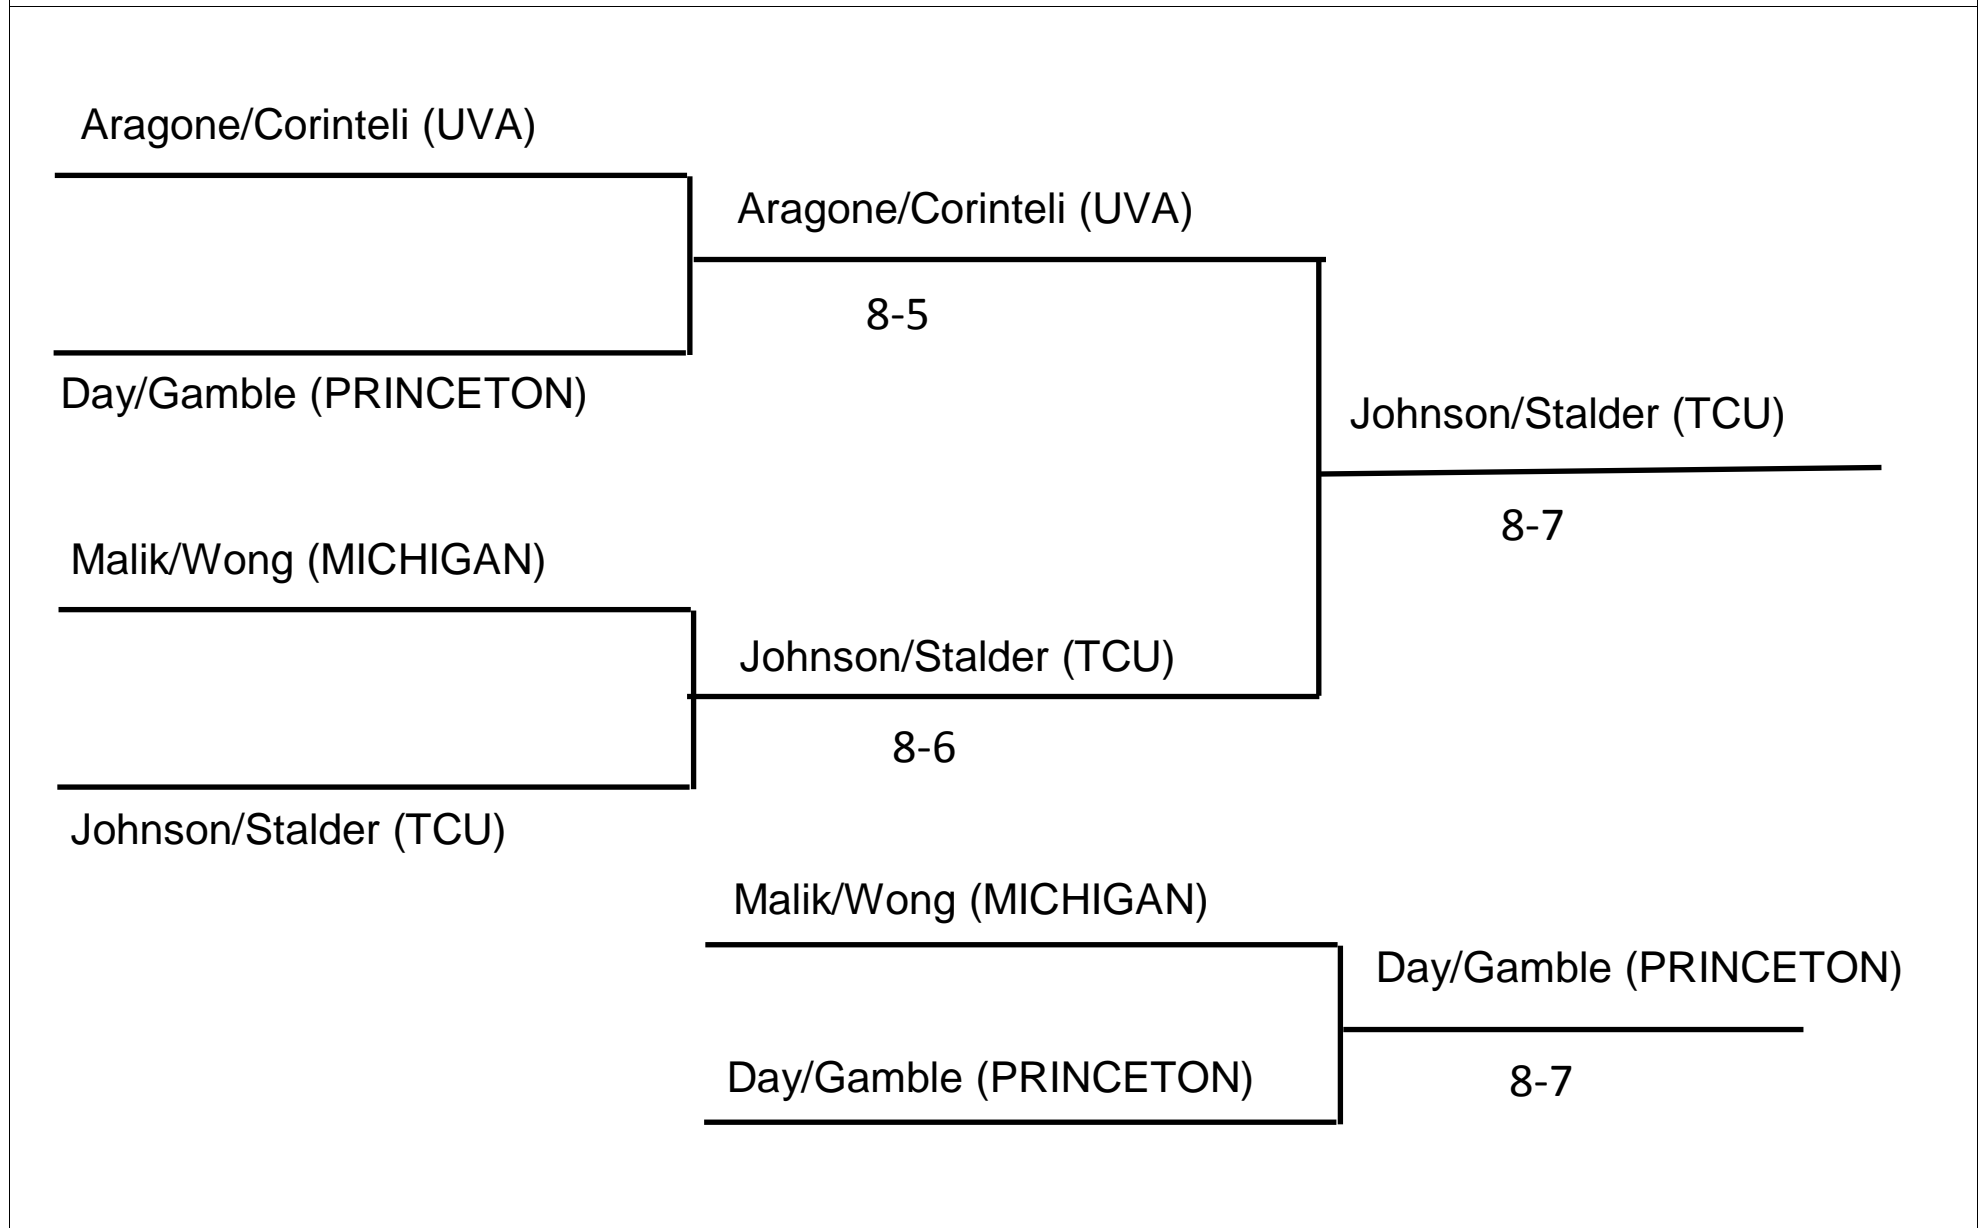 Aragone/Corinteli (UVA)
Aragone/Corinteli (UVA)
8-5
Day/Gamble (PRINCETON)
Johnson/Stalder (TCU)
8-7
Malik/Wong (MICHIGAN)
Johnson/Stalder (TCU)
8-6
Johnson/Stalder (TCU)
Malik/Wong (MICHIGAN)
Day/Gamble (PRINCETON)
Day/Gamble (PRINCETON)
8-7